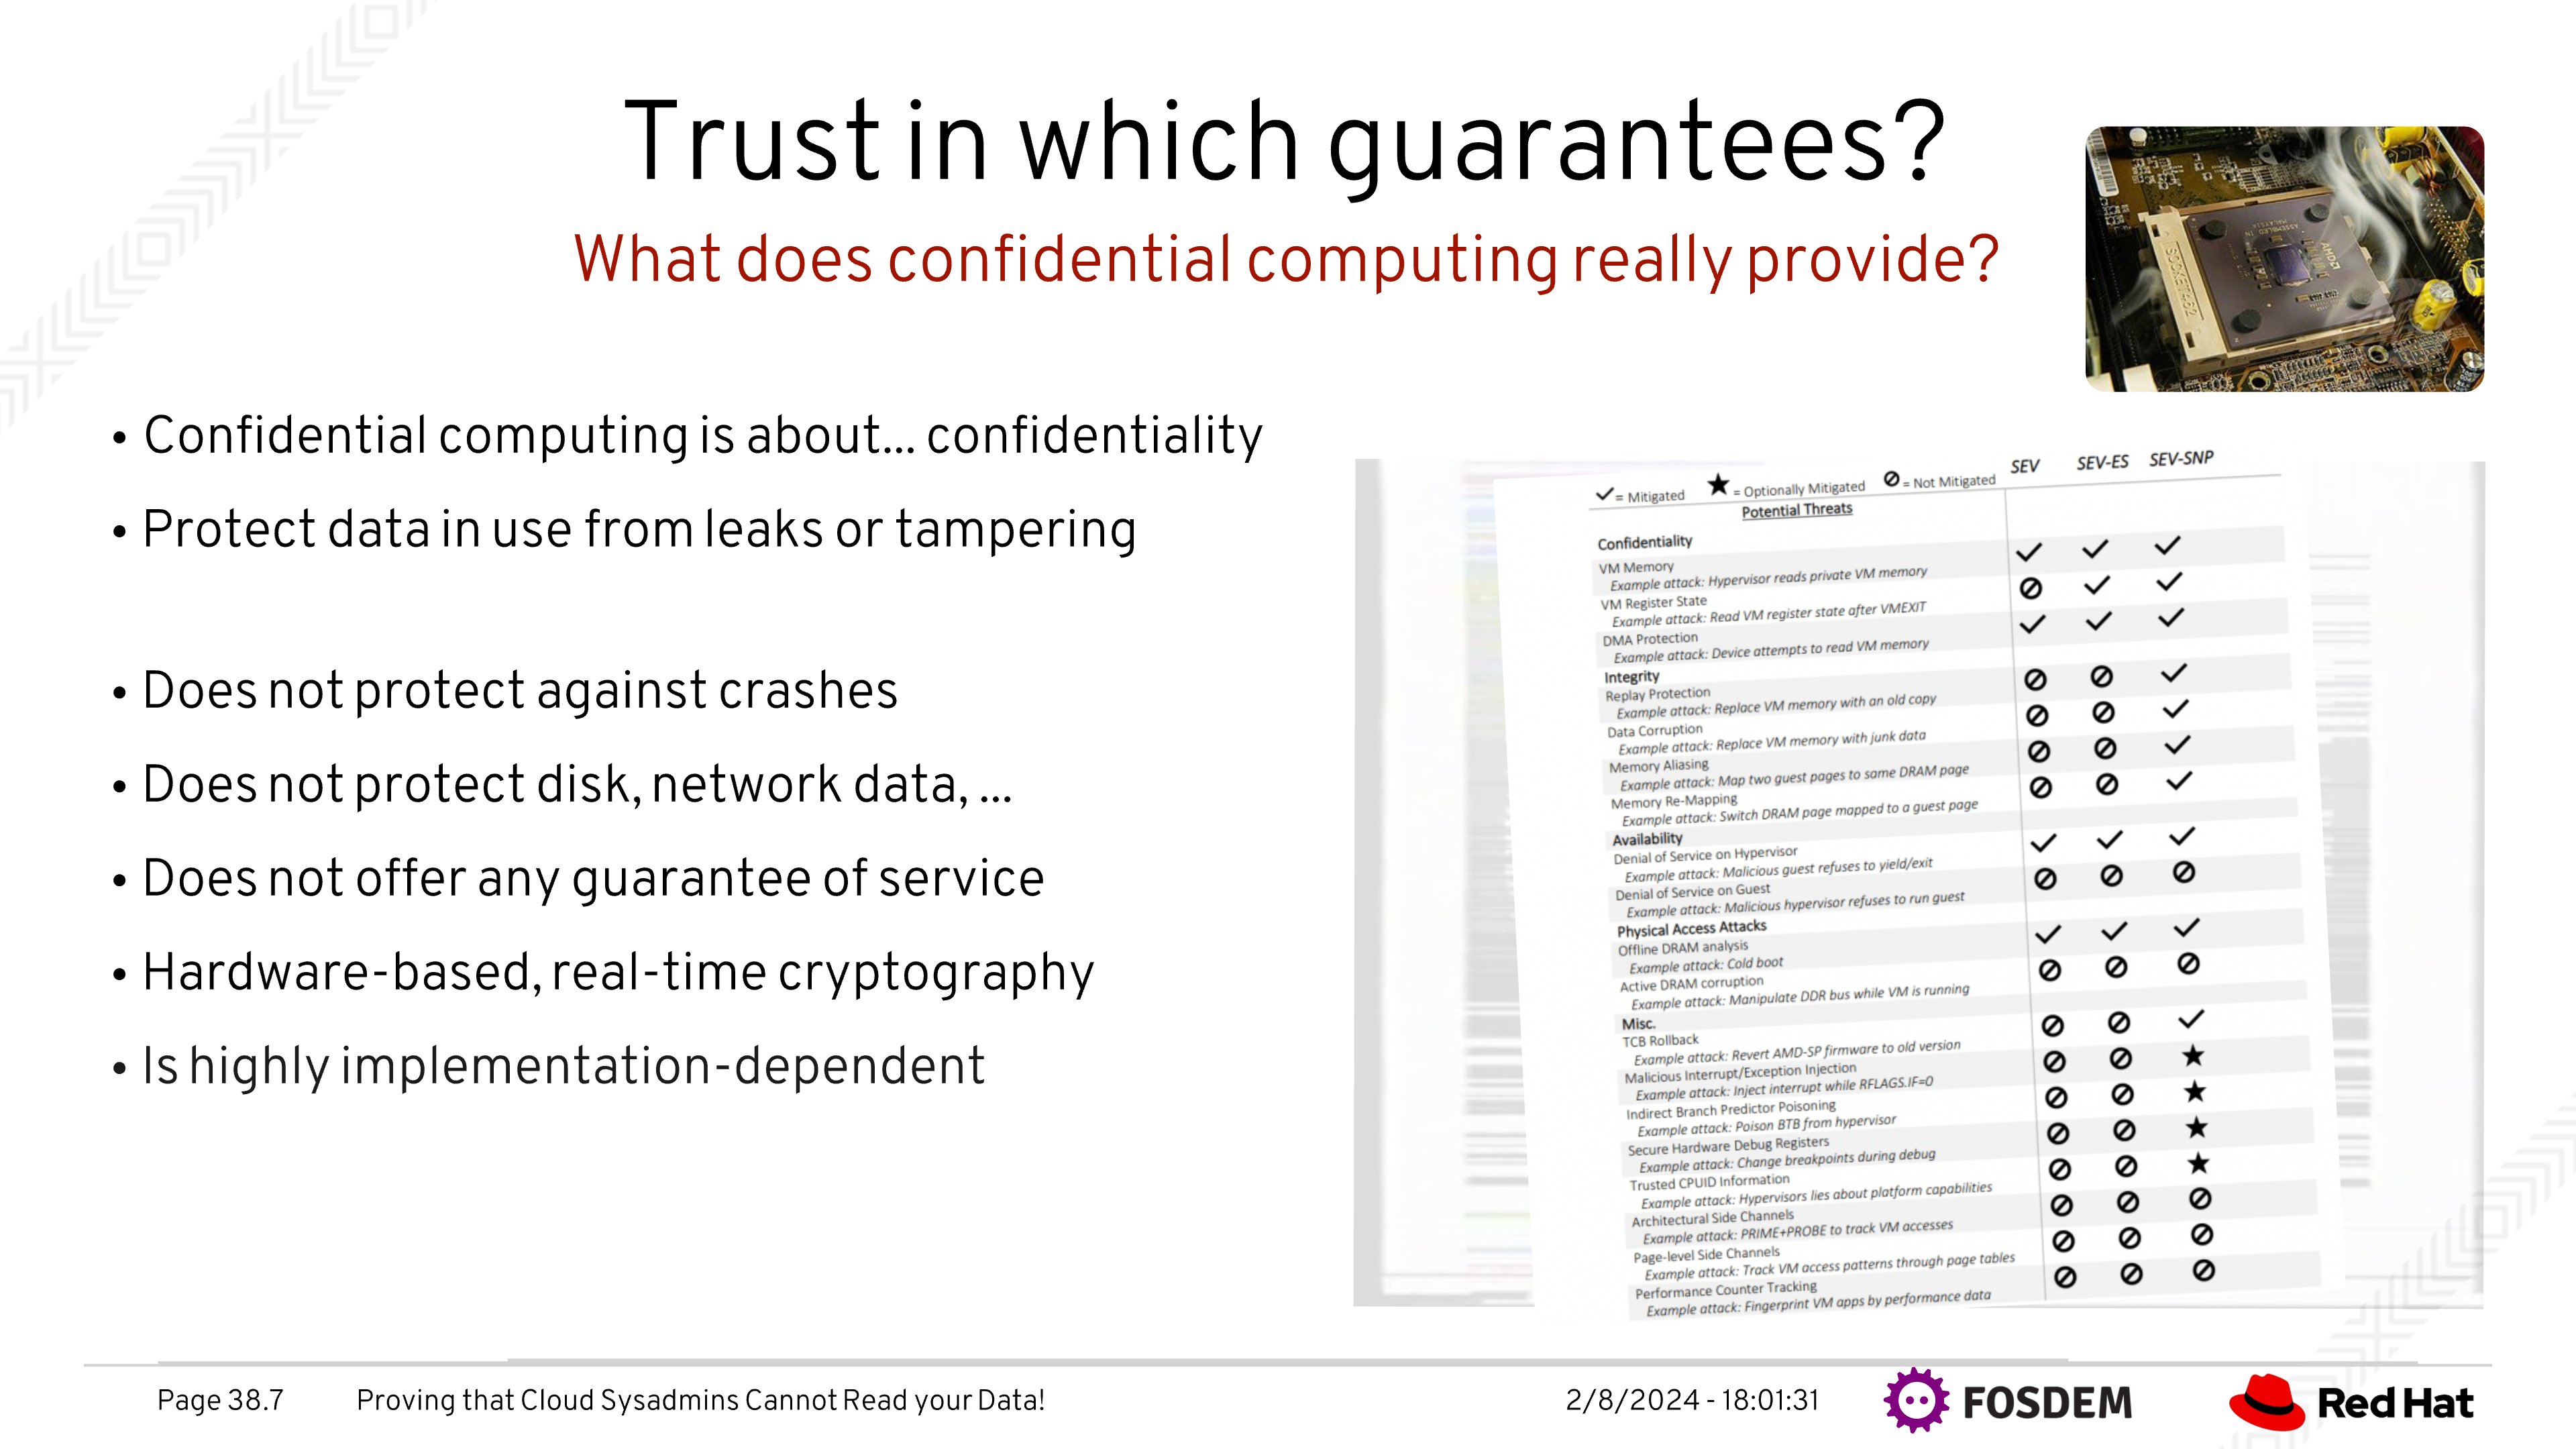 Trust in which guarantees?
What does confidential computing really provide?
• Confidential computing is about... confidentiality
• Protect data in use from leaks or tampering
• Does not protect against crashes
• Does not protect disk, network data, ...
• Does not offer any guarantee of service
• Hardware-based, real-time cryptography
• Is highly implementation-dependent
SOCKET 462
AMD
✓ = Mitigated ★ = Optionally Mitigated ⊘ = Not Mitigated SEV SEV-ES SEV-SNP
Potential Threats
Confidentiality
VM Memory ✓ ✓ ✓
Example attack: Hypervisor reads private VM memory
VM Register State ⊘ ✓ ✓
Example attack: Read VM register state after VMEXIT
DMA Protection ✓ ✓ ✓
Example attack: Device attempts to read VM memory
Integrity
Replay Protection ⊘ ⊘ ✓
Example attack: Replace VM memory with an old copy
Data Corruption ⊘ ⊘ ✓
Example attack: Replace VM memory with junk data
Memory Aliasing ⊘ ⊘ ✓
Example attack: Map two guest pages to same DRAM page
Memory Re-Mapping ⊘ ⊘ ✓
Example attack: Switch DRAM page mapped to a guest page
Availability
Denial of Service on Hypervisor ✓ ✓ ✓
Example attack: Malicious guest refuses to yield/exit
Denial of Service on Guest ⊘ ⊘ ⊘
Example attack: Malicious hypervisor refuses to run guest
Physical Access Attacks
Offline DRAM analysis ✓ ✓ ✓
Example attack: Cold boot
Active DRAM corruption ⊘ ⊘ ⊘
Example attack: Manipulate DDR bus while VM is running
Misc.
TCB Rollback ⊘ ⊘ ✓
Example attack: Revert AMD-SP firmware to old version
Malicious Interrupt/Exception Injection ⊘ ⊘ ★
Example attack: Inject interrupt while RFLAGS.IF=0
Indirect Branch Predictor Poisoning ⊘ ⊘ ★
Example attack: Poison BTB from hypervisor
Secure Hardware Debug Registers ⊘ ⊘ ★
Example attack: Change breakpoints during debug
Trusted CPUID Information ⊘ ⊘ ★
Example attack: Hypervisors lies about platform capabilities
Architectural Side Channels ⊘ ⊘ ⊘
Example attack: PRIME+PROBE to track VM accesses
Page-level Side Channels ⊘ ⊘ ⊘
Example attack: Track VM access patterns through page tables
Performance Counter Tracking ⊘ ⊘ ⊘
Example attack: Fingerprint VM apps by performance data
Page 38.7 Proving that Cloud Sysadmins Cannot Read your Data! 2/8/2024 - 18:01:31 FOSDEM Red Hat